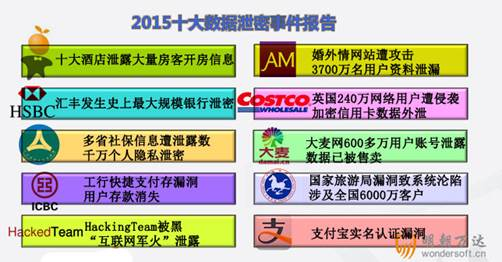 2015十大数据泄密事件报告
十大酒店泄露大量房客开房信息
HSBC
汇丰发生史上最大规模银行泄密
多省社保信息遭泄露数
千万个人隐私泄密
ICBC
工行快捷支付存漏洞
用户存款消失
HackedTeam
HackingTeam被黑
“互联网军火”泄露
AM
婚外情网站遭攻击
3700万名用户资料泄漏
COSTCO
WHOLESALE
英国240万网络用户遭侵袭
加密信用卡数据外泄
大麦
damai.cn
大麦网600多万用户账号泄露
数据已被售卖
国家旅游局漏洞致系统沦陷
涉及全国6000万客户
支
支付宝实名认证漏洞
明朝万达
wondersoft.cn